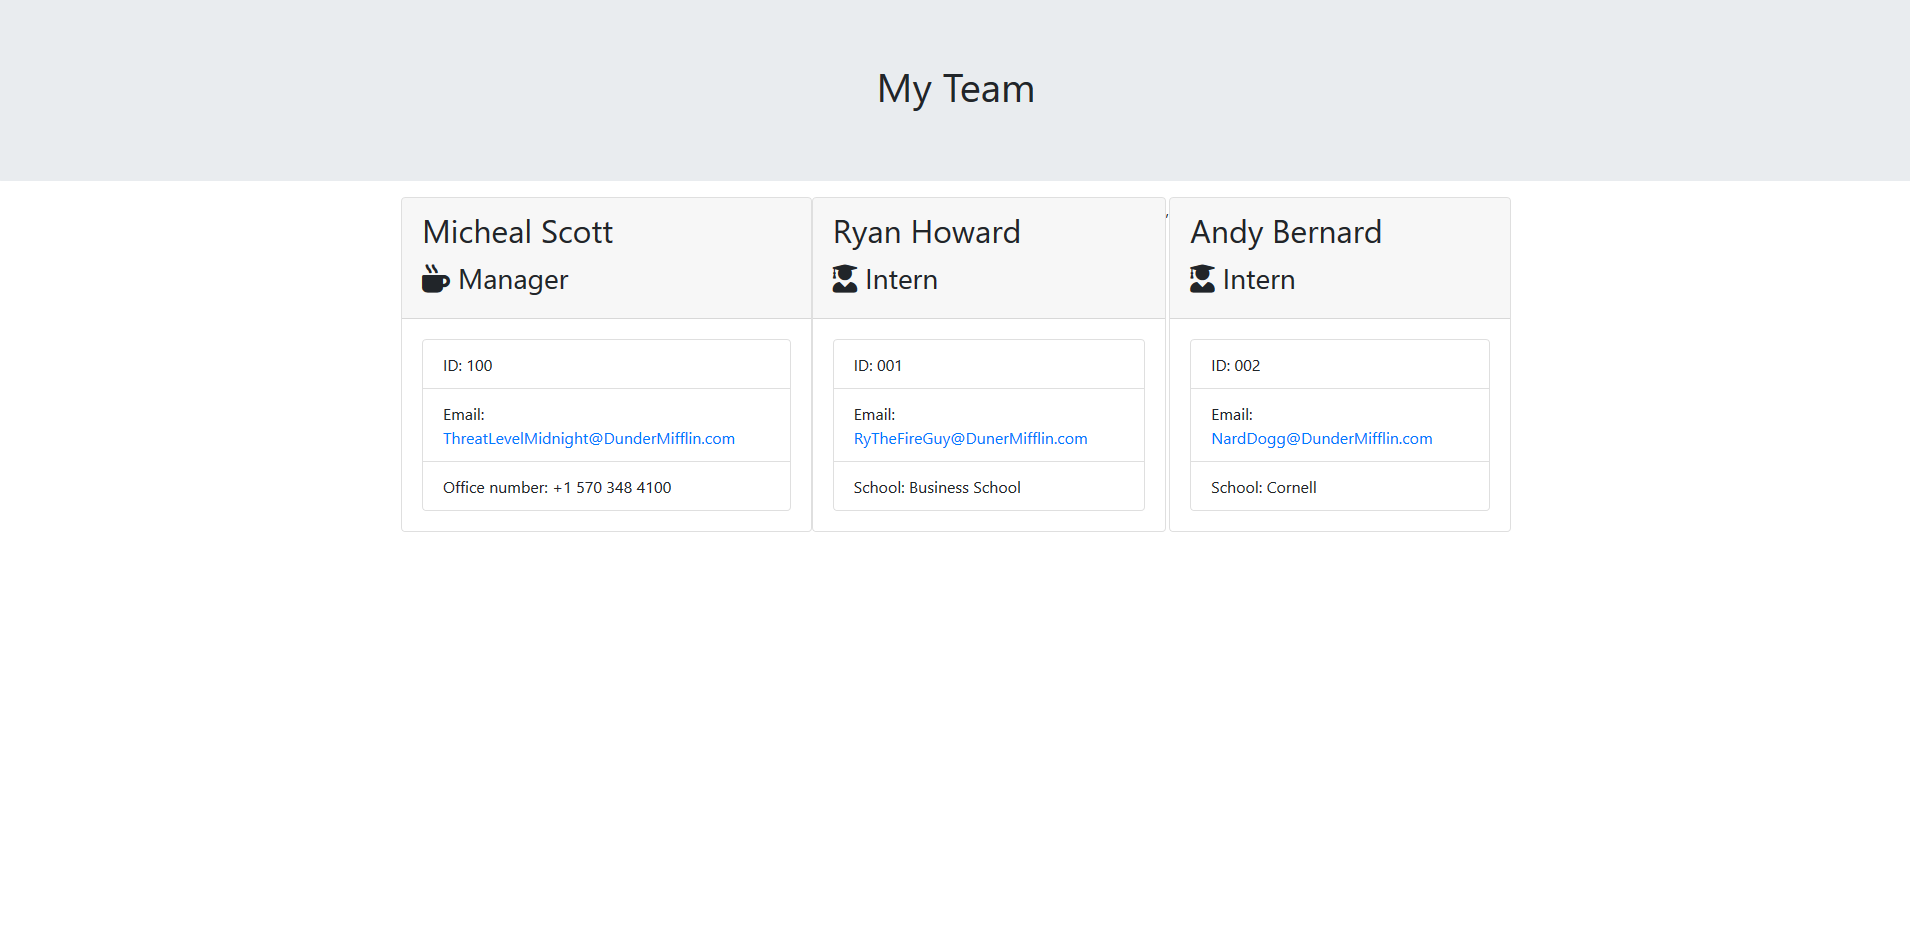 My Team
Micheal Scott
Manager
ID: 100
Email:
ThreatLevelMidnight@DunderMifflin.com
Office number: +1 570 348 4100
Ryan Howard
Intern
ID: 001
Email:
RyTheFireGuy@DunerMifflin.com
School: Business School
,
Andy Bernard
Intern
ID: 002
Email:
NardDogg@DunderMifflin.com
School: Cornell